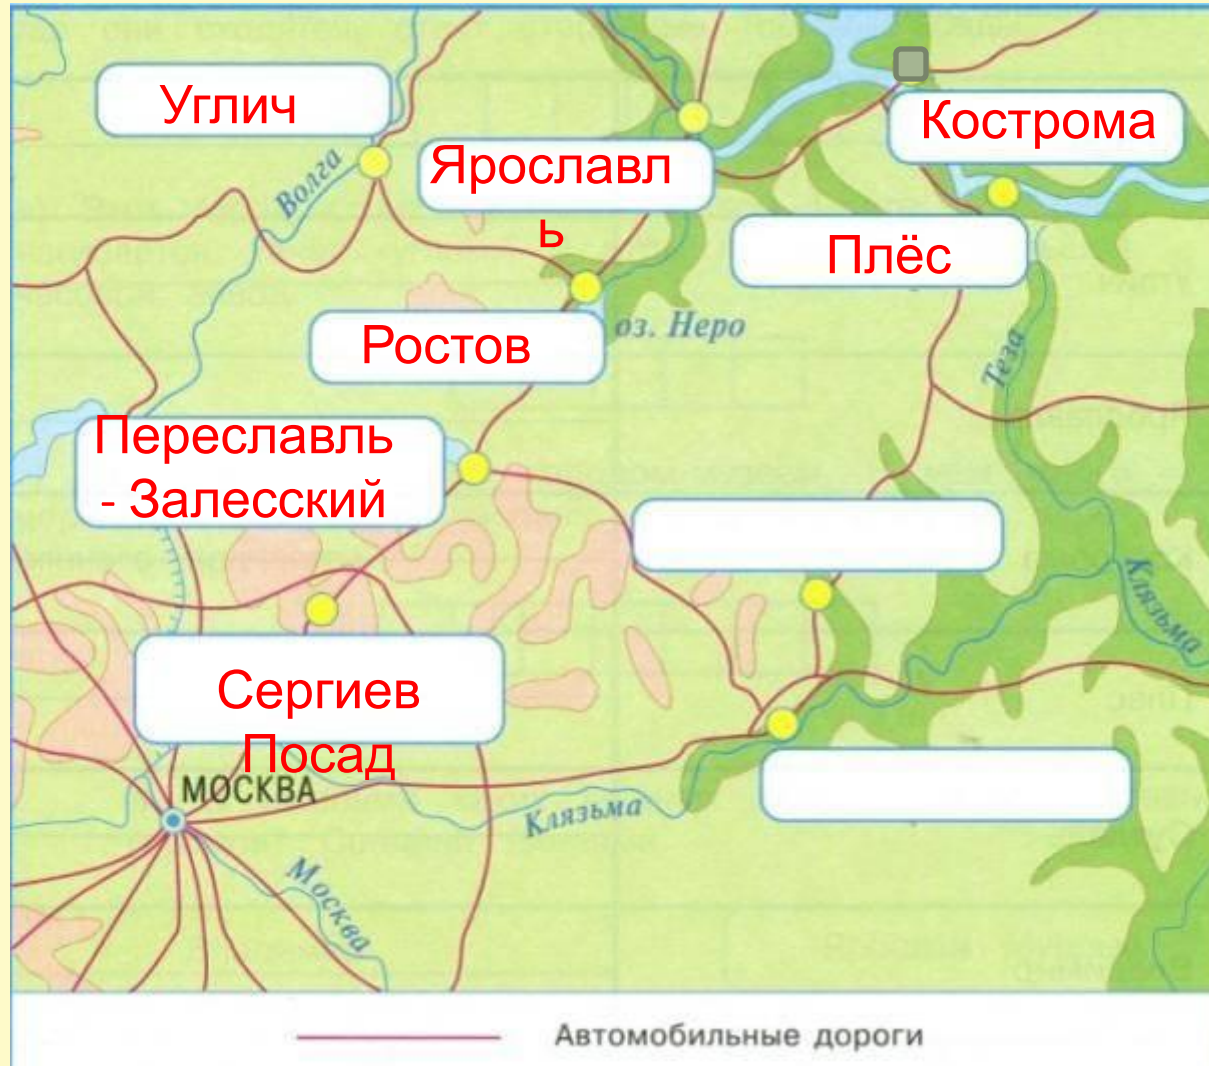 Углич
Кострома
Ярославл
ь
Волга
Плёс
Ростов
оз. Неро
Теза
Переславль
- Залесский
Клязьма
Сергиев
Посад
МОСКВА
Клязьма
Москва
Автомобильные дороги